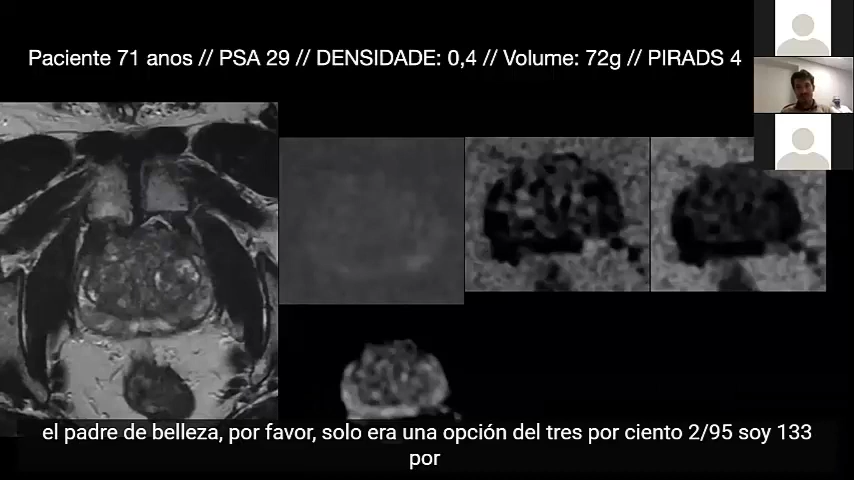 Paciente 71 anos // PSA 29 // DENSIDADE: 0,4 // Volume: 72g // PIRADS 4
el padre de belleza, por favor, solo era una opción del tres por ciento 2/95 soy 133
por